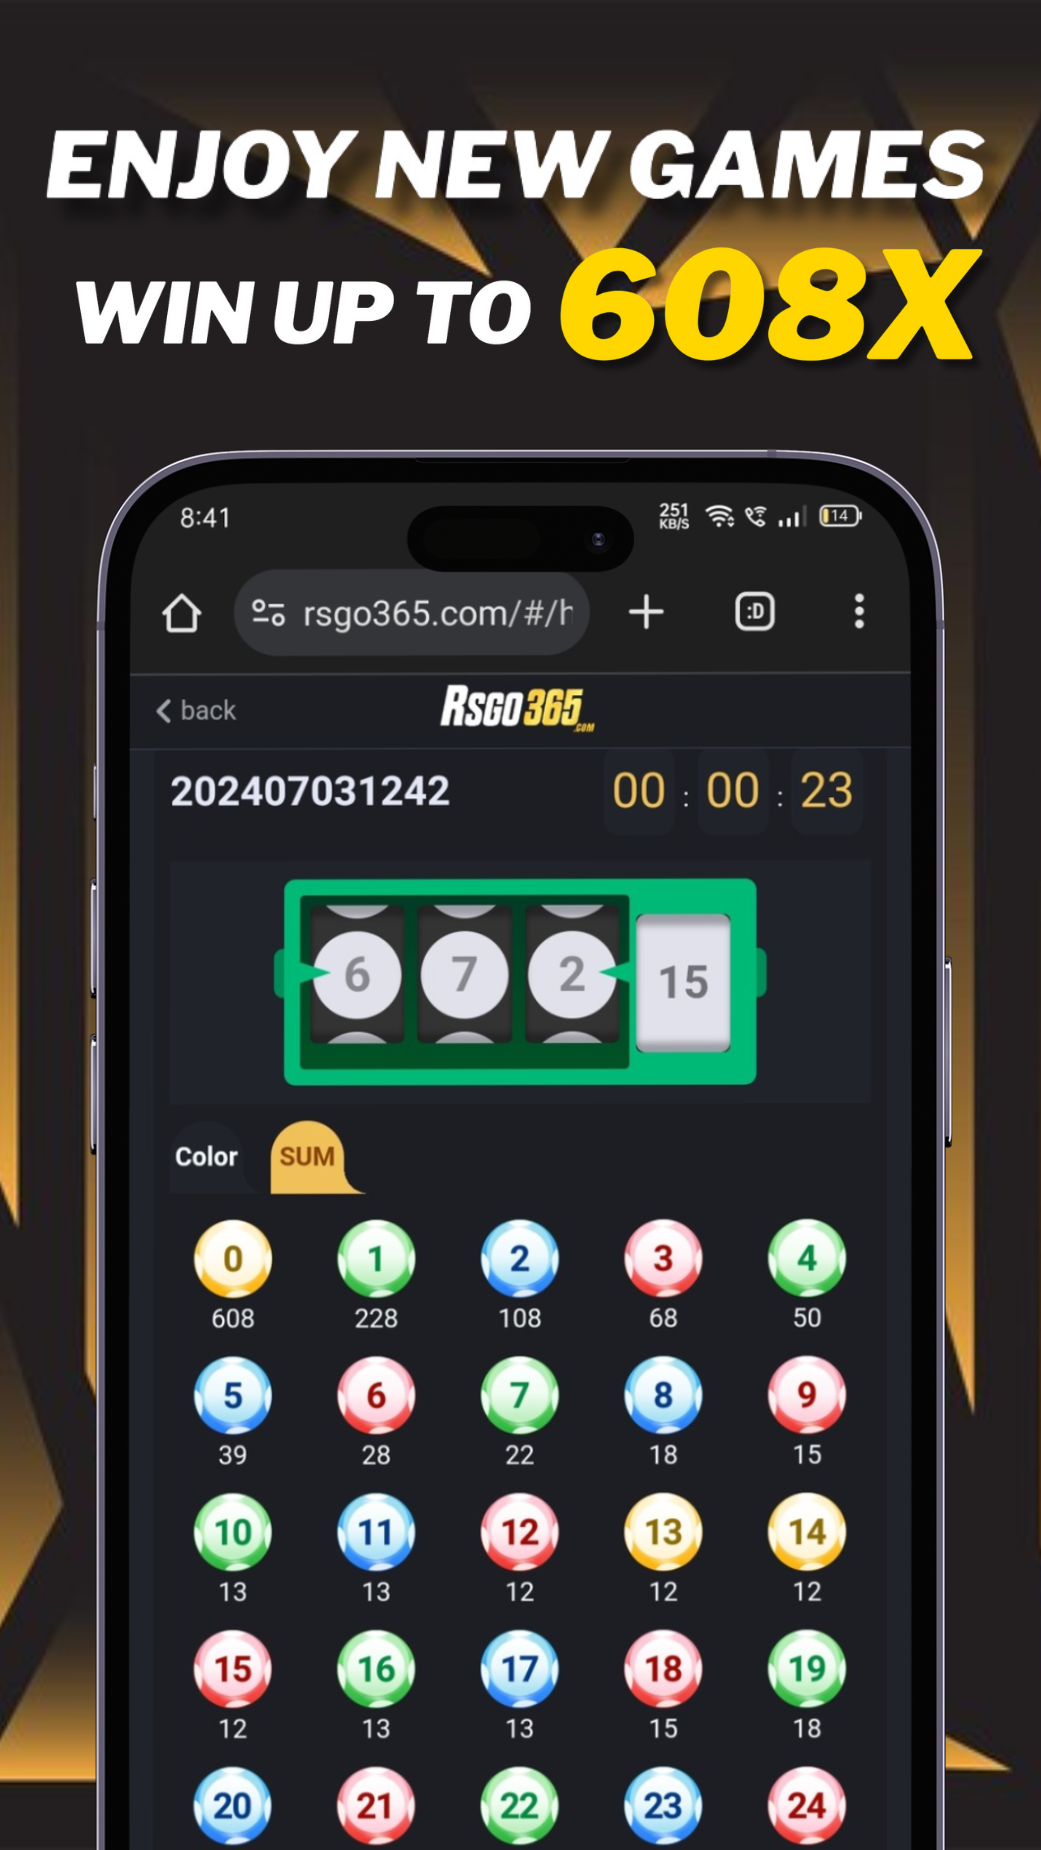 ENJOY NEW GAMES
WIN UP TO 608X
8:41 251 KB/S 14
rsgo365.com/#/h :D
back RSGO365.COM
202407031242 00 : 00 : 23
6 7 2 15
Color SUM
0 1 2 3 4
608 228 108 68 50
5 6 7 8 9
39 28 22 18 15
10 11 12 13 14
13 13 12 12 12
15 16 17 18 19
12 13 13 15 18
20 21 22 23 24